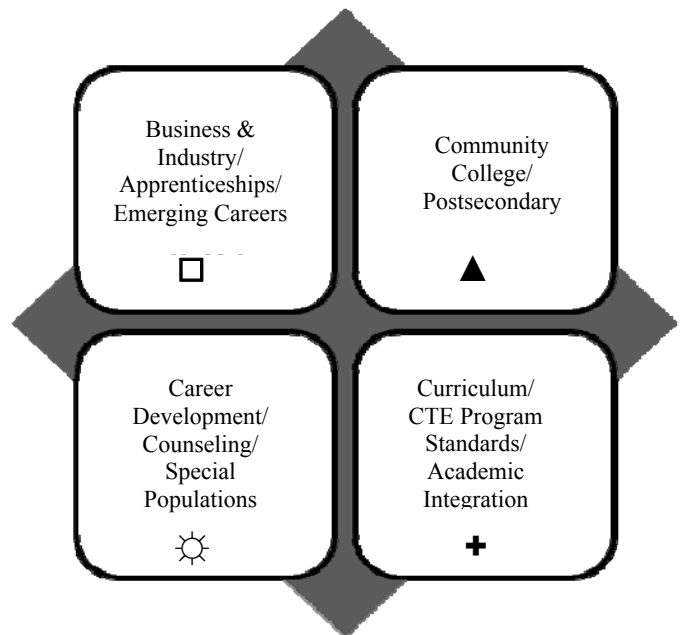 Business &
Industry/
Apprenticeships/
Emerging Careers
Community
College/
Postsecondary
Career
Development/
Counseling/
Special
Populations
Curriculum/
CTE Program
Standards/
Academic
Integration